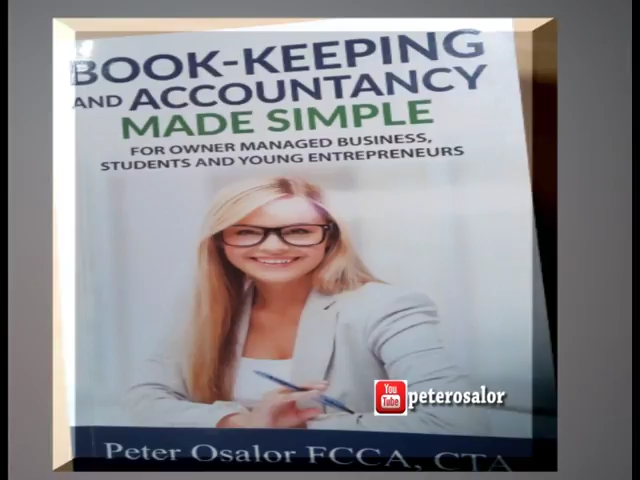 BOOK-KEEPING
AND ACCOUNTANCY
MADE SIMPLE
FOR OWNER MANAGED BUSINESS,
STUDENTS AND YOUNG ENTREPRENEURS
You
Tube
peterosalor
Peter Osalor FCCA, CTA